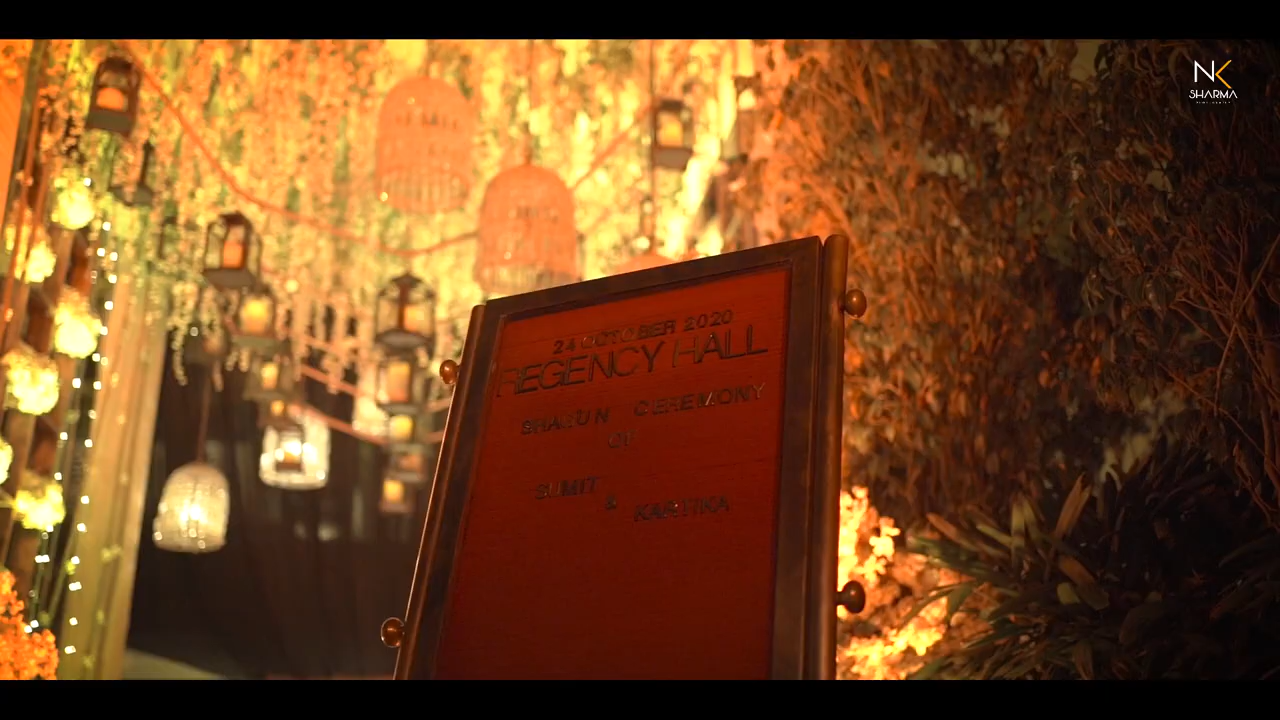 NK
SHARMA
24 OCTOBER 2020
REGENCY HALL
SHAGUN CEREMONY
OF
SUMIT
&
KARTIKA